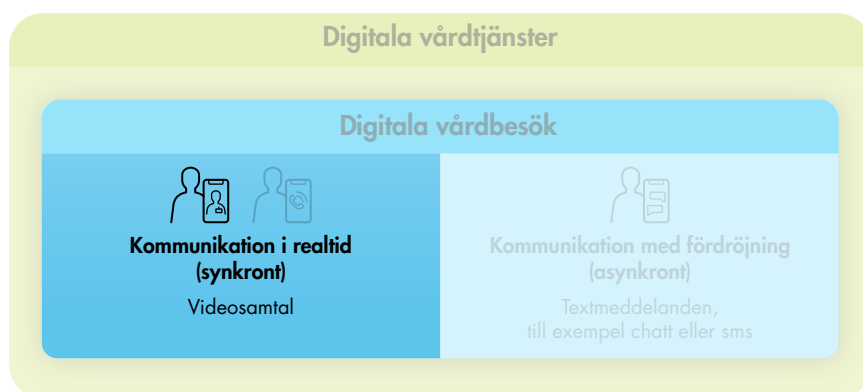 Digitala vårdtjänster
Digitala vårdbesök
Kommunikation i realtid
(synkront)
Videosamtal
Kommunikation med fördröjning
(asynkront)
Textmeddelanden,
till exempel chatt eller sms